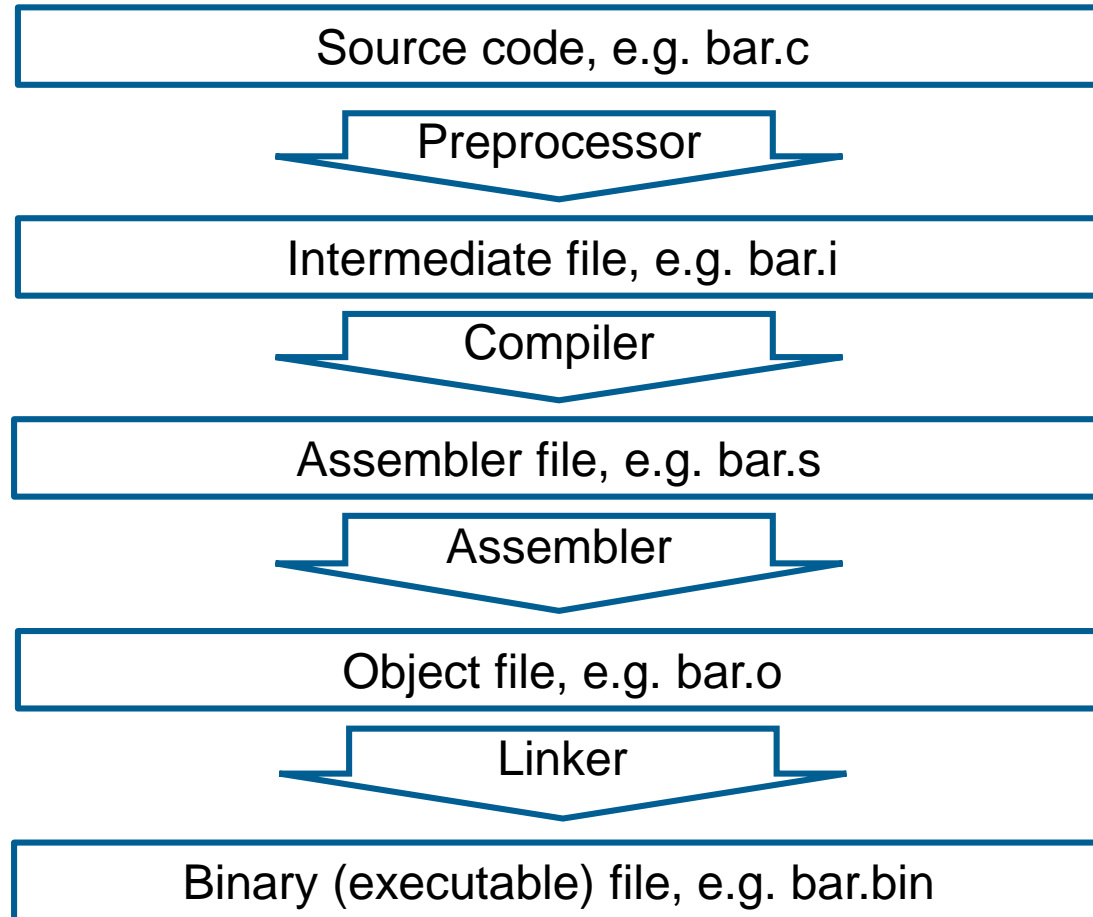 Source code, e.g. bar.c
Preprocessor
Intermediate file, e.g. bar.i
Compiler
Assembler file, e.g. bar.s
Assembler
Object file, e.g. bar.o
Linker
Binary (executable) file, e.g. bar.bin